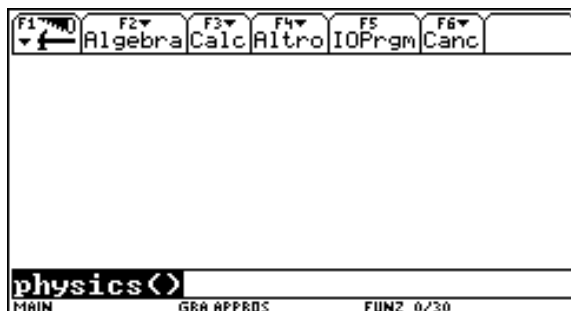 F1 F2 F3 F4 F5 F6
Algebra Calc Altro IOPrgm Canc
physics()
MAIN GRA APPROS FUNZ 0/30